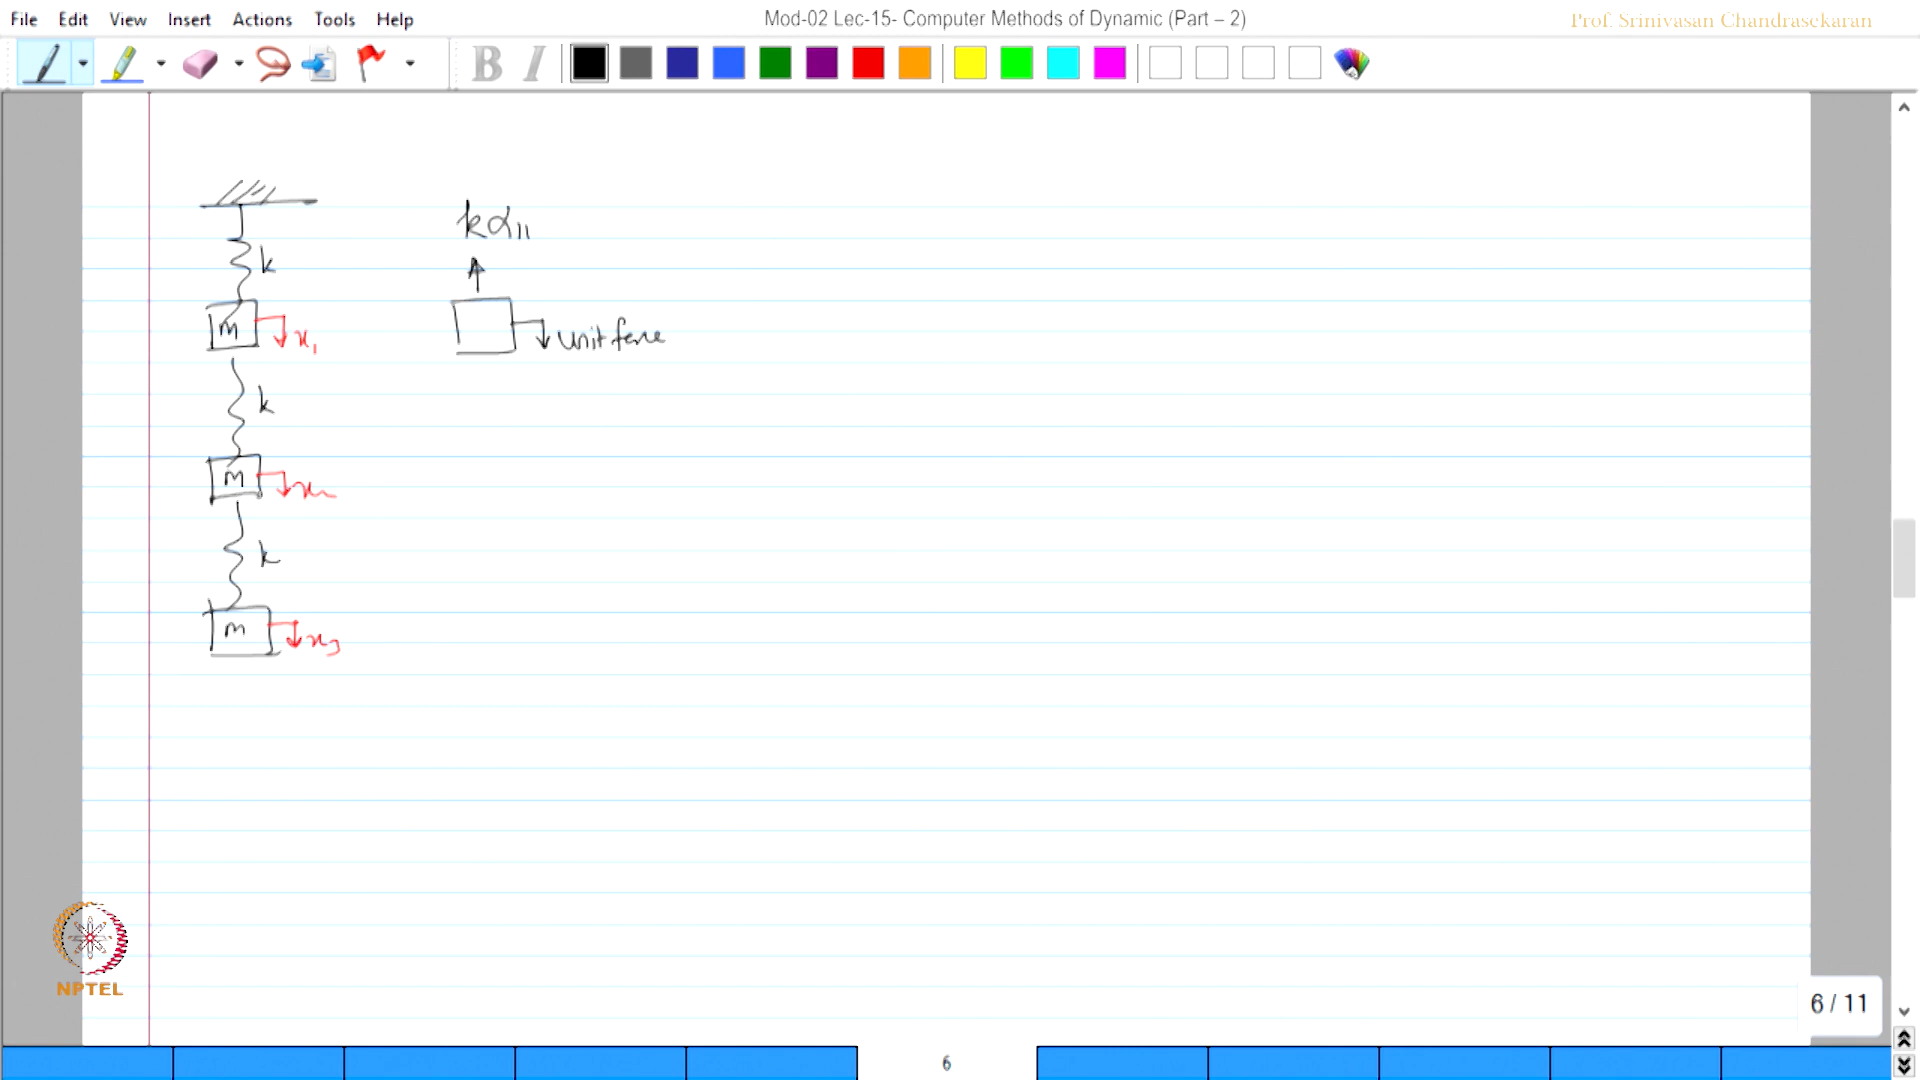 File Edit View Insert Actions Tools Help
Mod-02 Lec-15- Computer Methods of Dynamic (Part – 2)
Prof. Srinivasan Chandrasekaran
B I
kα11
k
m
x1
unit force
k
m
k
m
x3
NPTEL
6 / 11
6